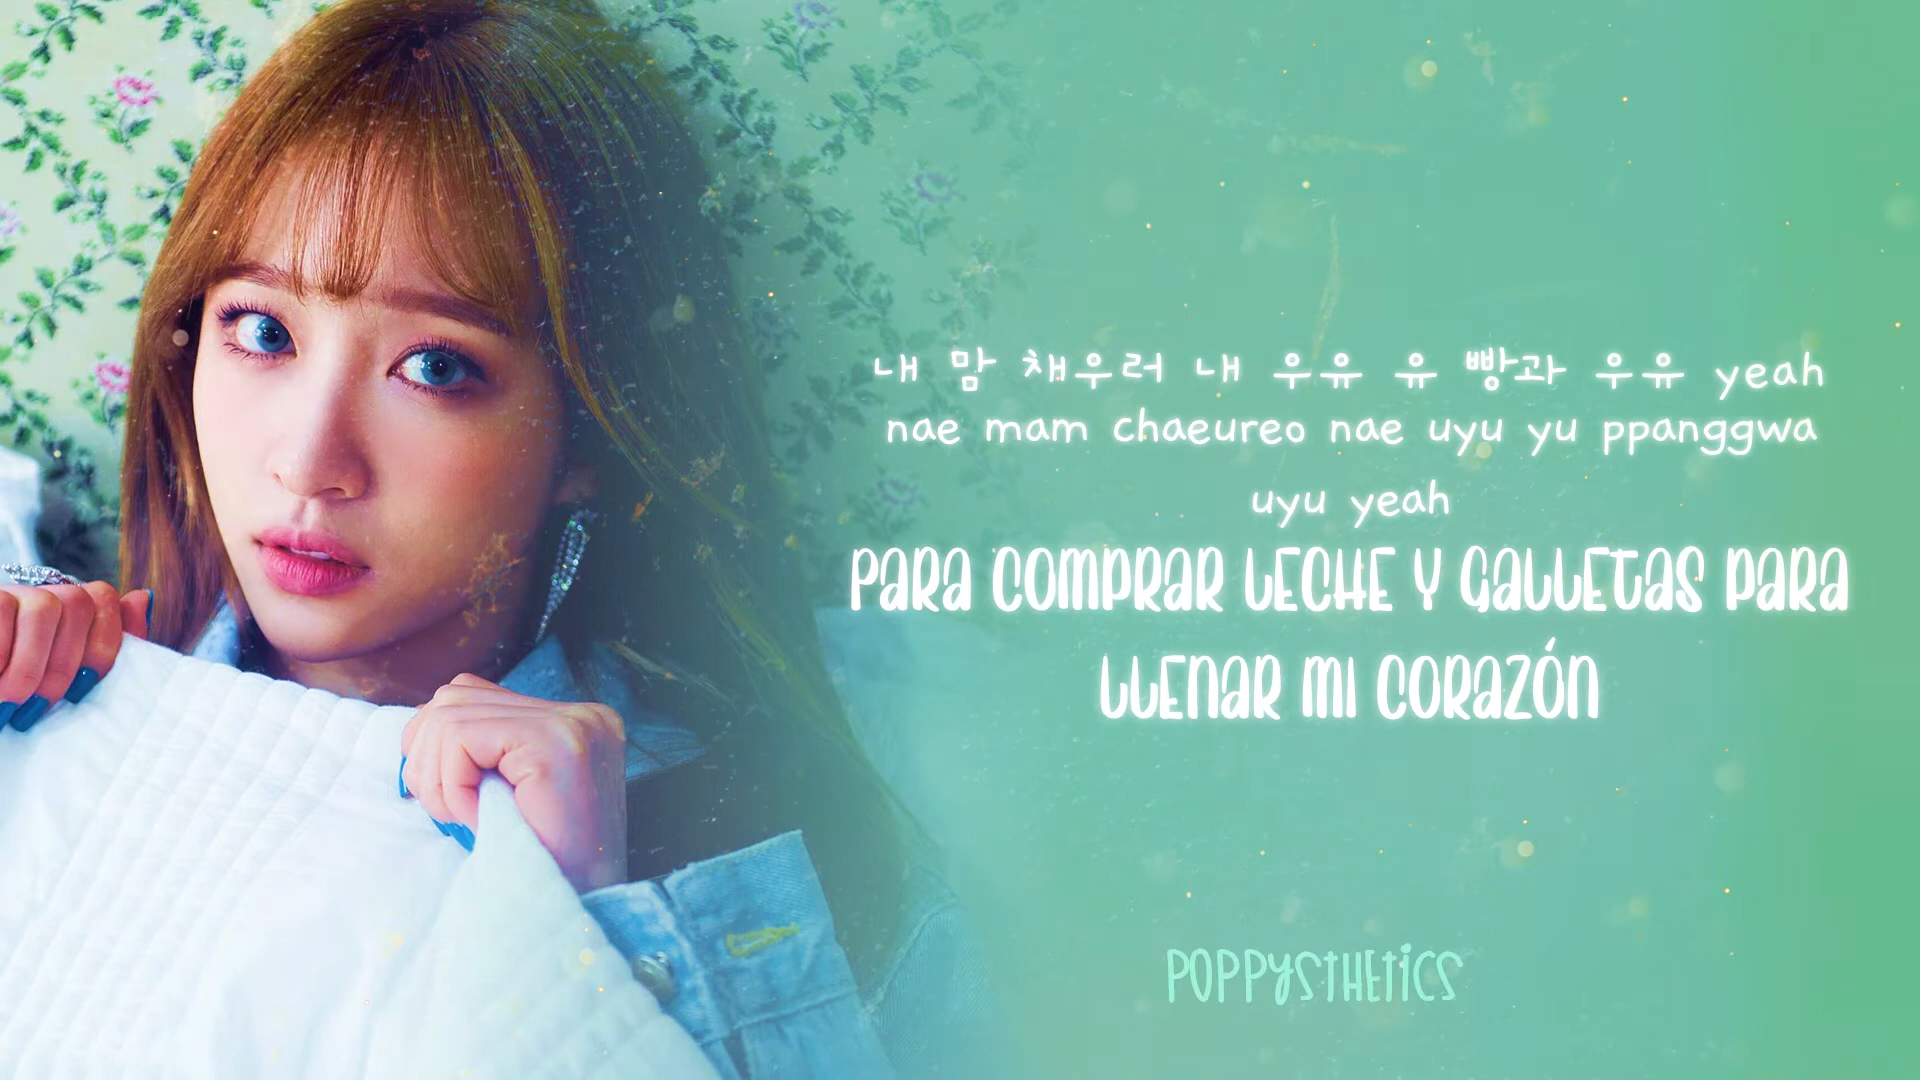 내 맘 채우러 내 우유 유 빵과 우유 yeah
nae mam chaeureo nae uyu yu ppanggwa
uyu yeah
PARA COMPRAR LECHE Y GALLETAS PARA
LLENAR MI CORAZÓN
POPPYSTHETICS